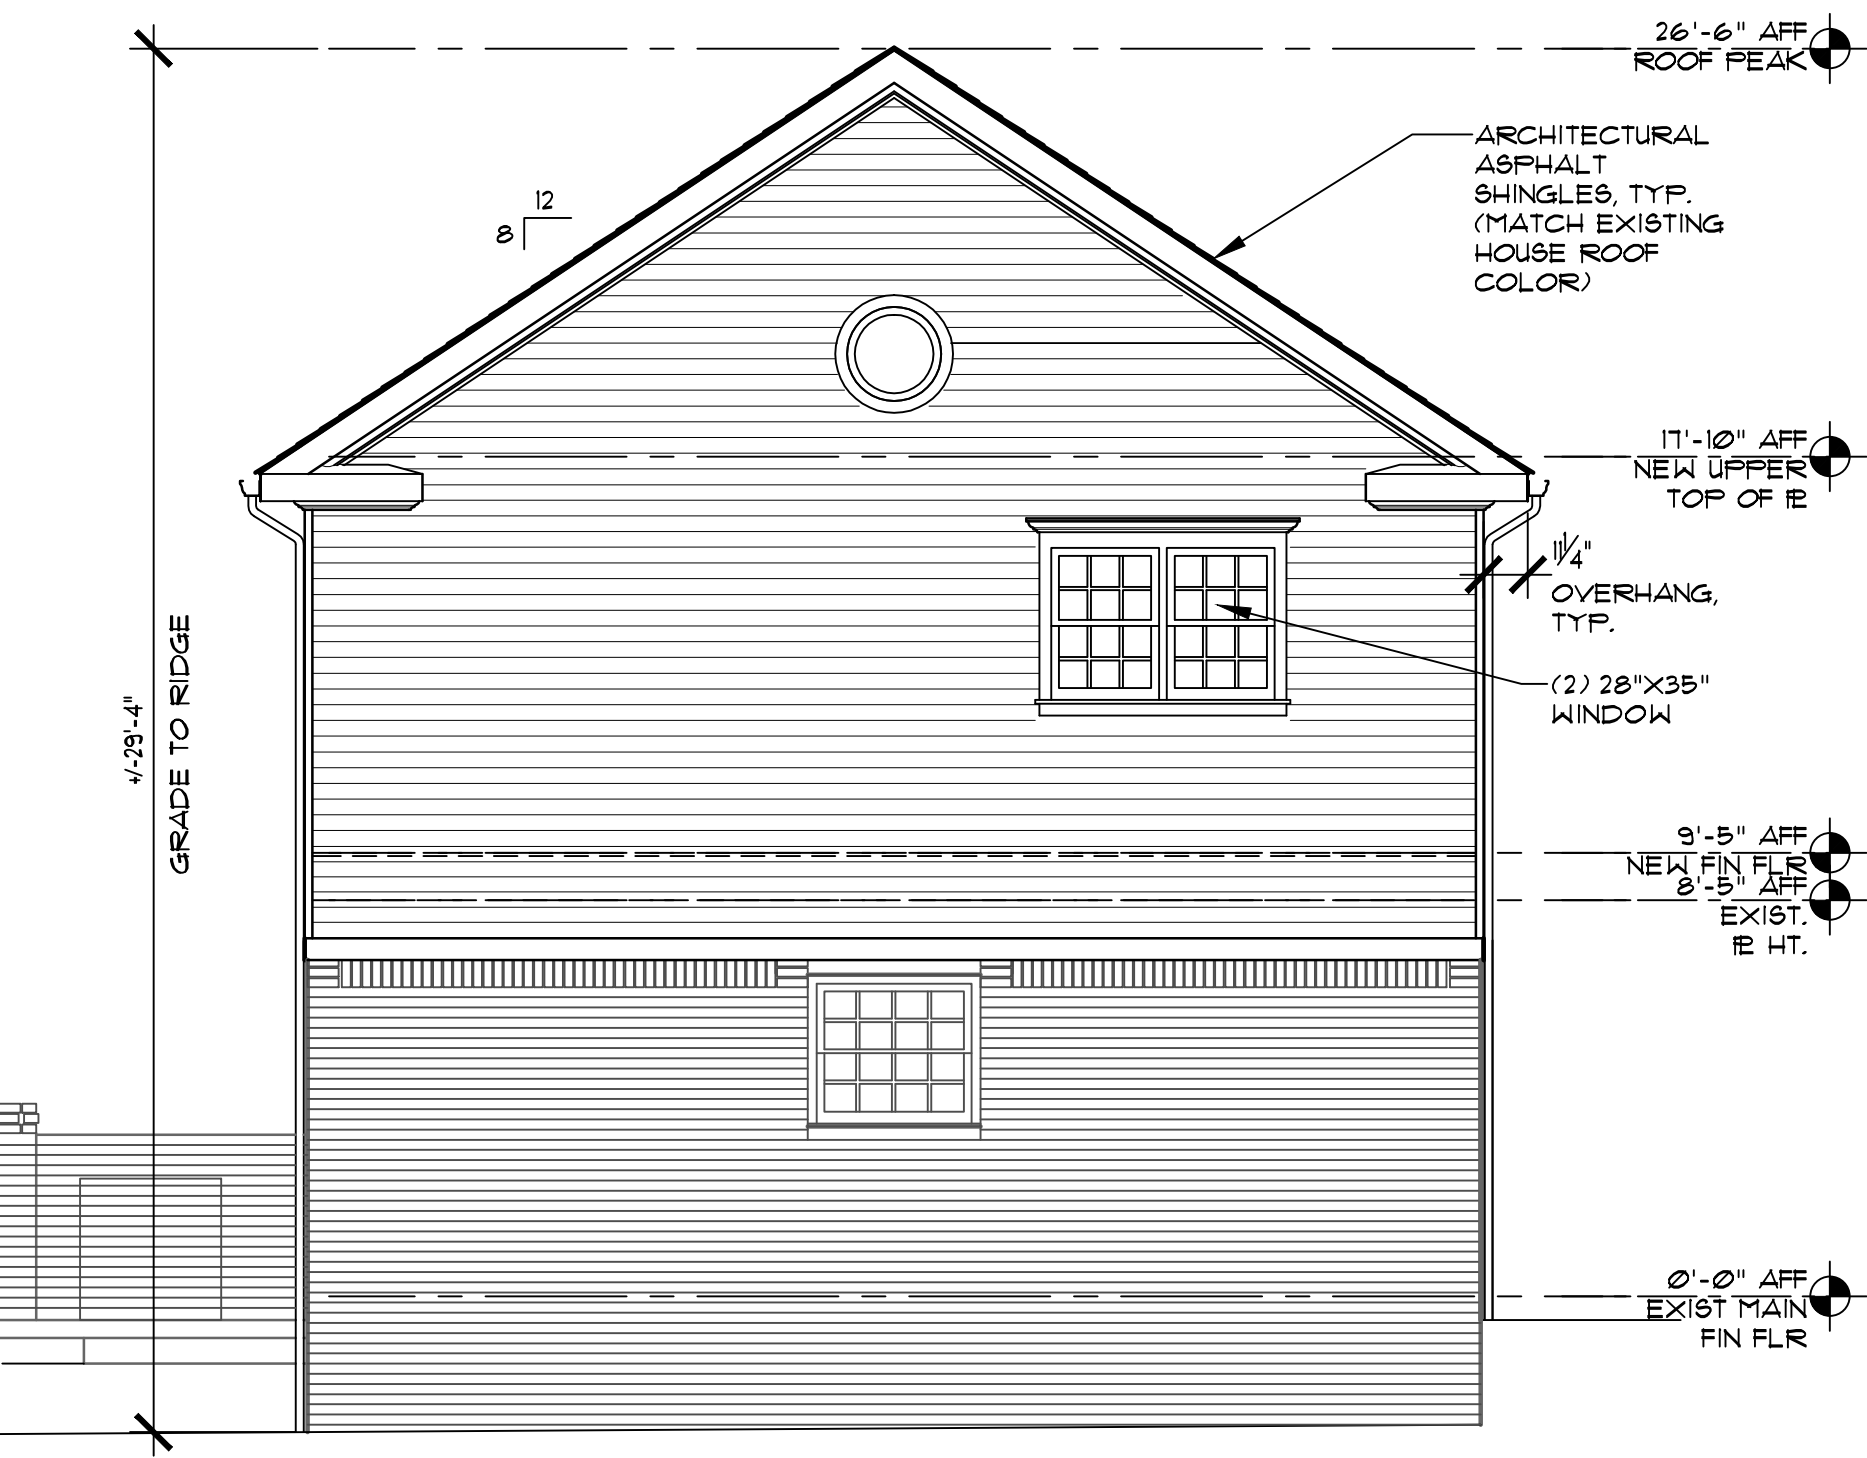 26'-6" AFF
ROOF PEAK
ARCHITECTURAL
ASPHALT
SHINGLES, TYP.
(MATCH EXISTING
HOUSE ROOF
COLOR)
12
8
17'-10" AFF
NEW UPPER
TOP OF PL
11 1/4"
OVERHANG,
TYP.
(2) 28"X35"
WINDOW
+/-29'-4"
GRADE TO RIDGE
9'-5" AFF
NEW FIN FLR
8'-5" AFF
EXIST.
PL HT.
0'-0" AFF
EXIST MAIN
FIN FLR